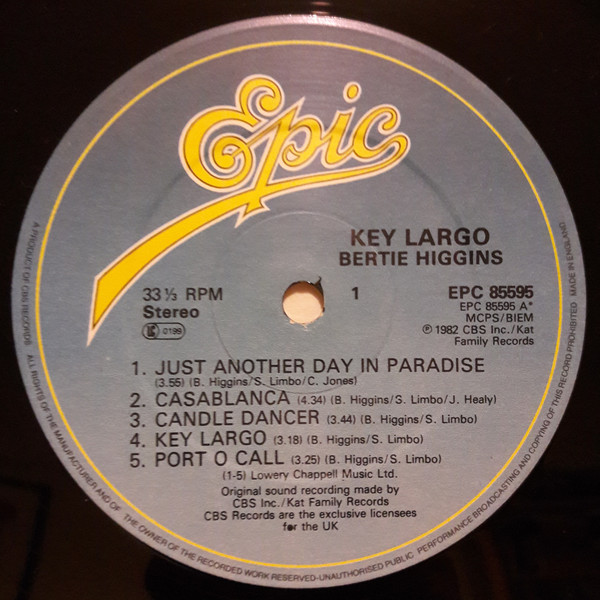 Epic
KEY LARGO
BERTIE HIGGINS
33⅓ RPM
Stereo
LC 0199
1
EPC 85595
EPC 85595 A*
MCPS/BIEM
℗ 1982 CBS Inc./Kat
Family Records
1. JUST ANOTHER DAY IN PARADISE
(3.55) (B. Higgins/S. Limbo/C. Jones)
2. CASABLANCA (4.34) (B. Higgins/S. Limbo/J. Healy)
3. CANDLE DANCER (3.44) (B. Higgins/S. Limbo)
4. KEY LARGO (3.18) (B. Higgins/S. Limbo)
5. PORT O CALL (3.25) (B. Higgins/S. Limbo)
(1-5) Lowery Chappell Music Ltd.
Original sound recording made by
CBS Inc./Kat Family Records
CBS Records are the exclusive licensees
for the UK
A PRODUCT OF CBS RECORDS ALL RIGHTS OF THE MANUFACTURER AND OF THE OWNER OF THE RECORDED WORK RESERVED-UNAUTHORISED PUBLIC PERFORMANCE BROADCASTING AND COPYING OF THIS RECORD PROHIBITED MADE IN ENGLAND